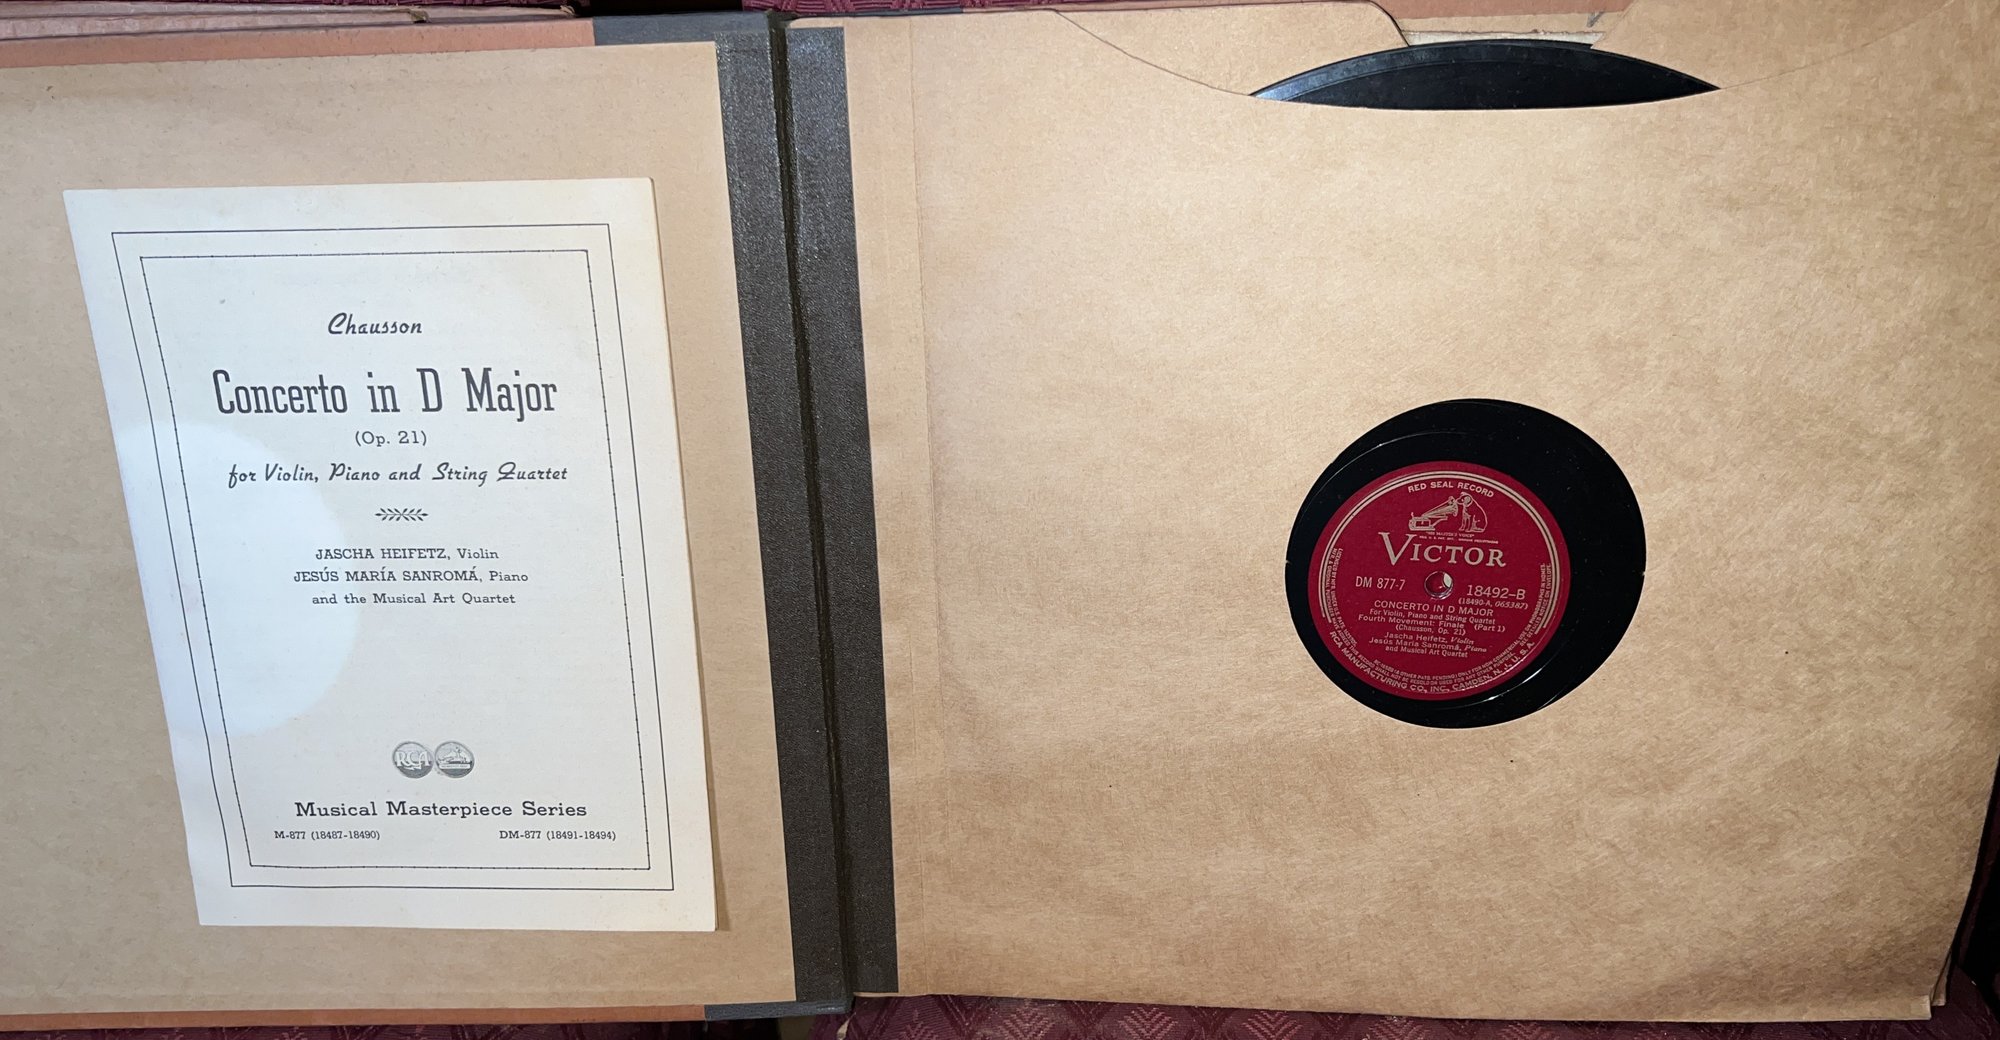 Chausson
Concerto in D Major
(Op. 21)
for Violin, Piano and String Quartet
JASCHA HEIFETZ, Violin
JESÚS MARÍA SANROMÁ, Piano
and the Musical Art Quartet
RCA
Musical Masterpiece Series
M-877 (18487-18490) DM-877 (18491-18494)
RED SEAL RECORD
"HIS MASTER'S VOICE"
VICTOR
DM 877-7 18492-B
(18490-A, 065387)
CONCERTO IN D MAJOR
For Violin, Piano and String Quartet
Fourth Movement: Finale (Part 1)
(Chausson, Op. 21)
Jascha Heifetz, Violin
Jesús María Sanromá, Piano
and Musical Art Quartet
RCA MANUFACTURING CO., INC. CAMDEN, N. J., U. S. A.